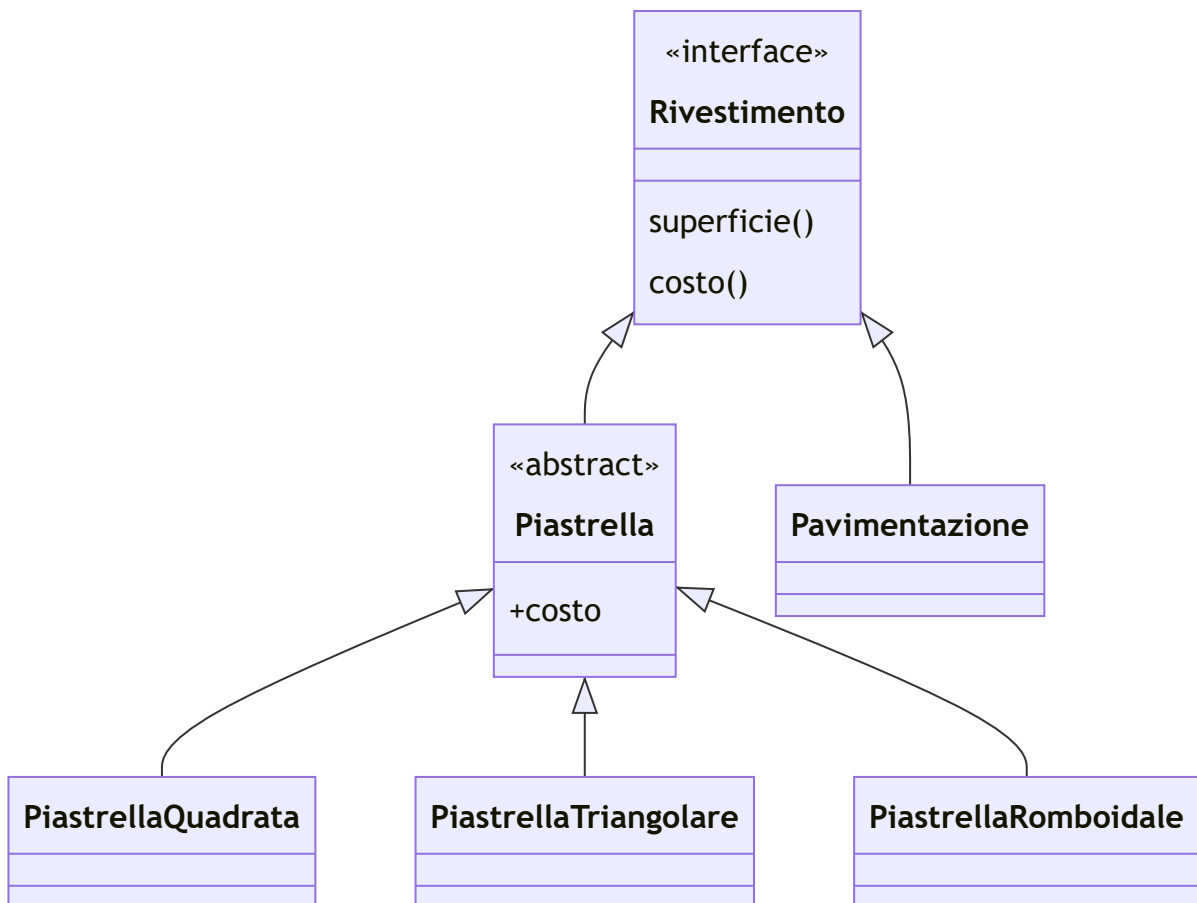 «interface»
Rivestimento
superficie()
costo()
«abstract»
Piastrella
+costo
Pavimentazione
PiastrellaQuadrata
PiastrellaTriangolare
PiastrellaRomboidale